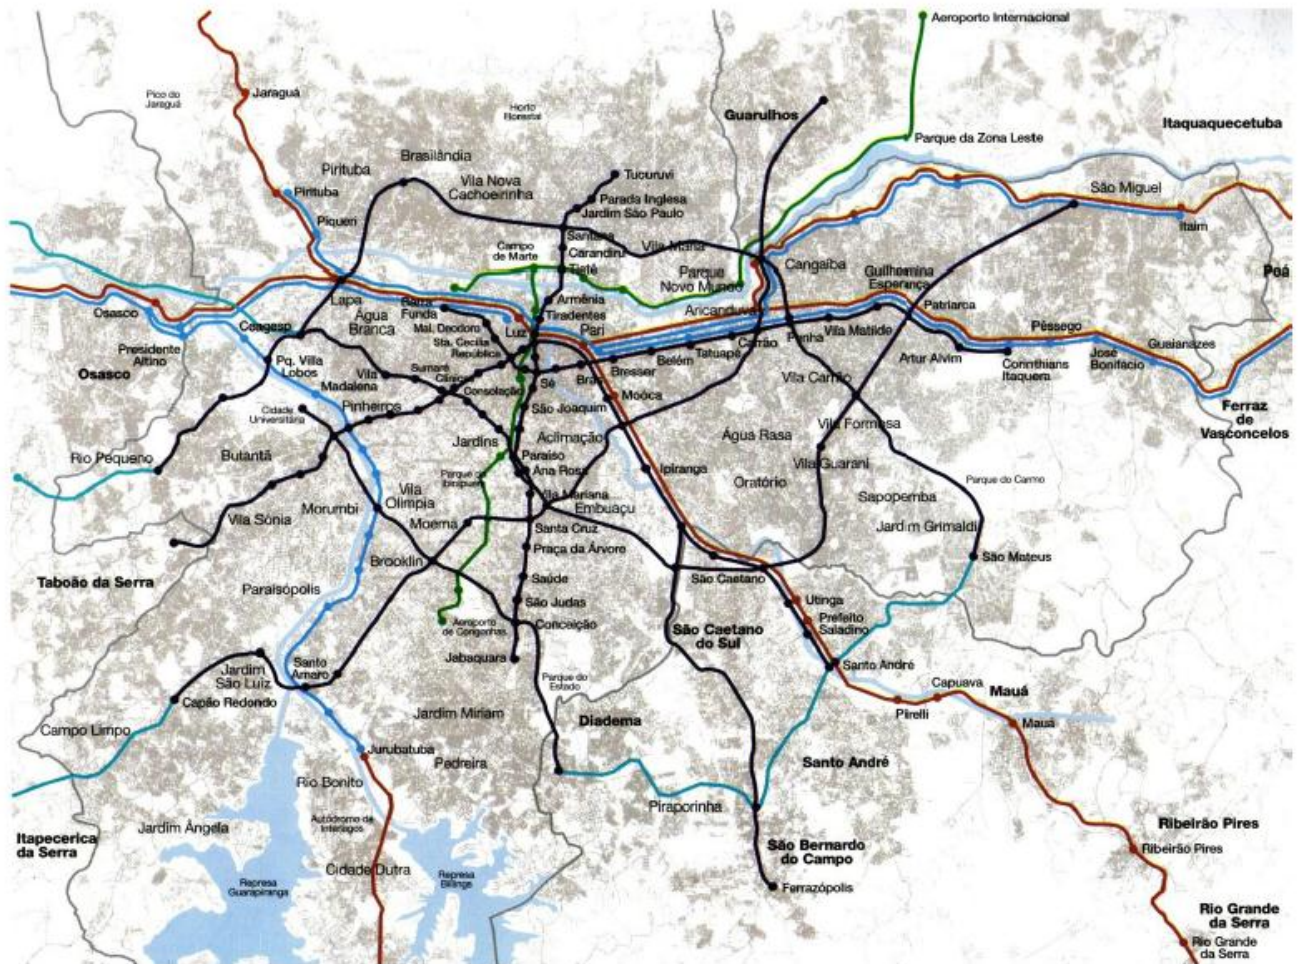 Aeroporto Internacional
Jaraguá
Pico do
Jaraguá
Horto
Florestal
Guarulhos
Itaquaquecetuba
Parque da Zona Leste
Brasilândia
Pirituba
Vila Nova
Cachoeirinha
Tucuruvi
Parada Inglesa
Jardim São Paulo
São Miguel
Pirituba
Piqueri
Itaim
Santana
Carandiru
Vila Maria
Campo
de Marte
Tietê
Parque
Novo Mundo
Cangaíba
Guilhermina
Esperança
Poá
Lapa
Barra
Funda
Armênia
Tiradentes
Aricanduva
Patriarca
Osasco
Congesp
Água
Branca
Mal. Deodoro
Luz
Pari
Vila Matilde
Pêssego
Sta. Cecília
República
Carrão
Penha
Presidente
Altino
Tatuapé
Belém
Artur Alvim
José
Bonifácio
Guaianazes
Osasco
Pq. Villa
Lobos
Vila
Madalena
Sumaré
Clínicas
Consolação
Sé
Brás
Bresser
Corinthians
Itaquera
Vila Carrão
Moóca
Pinheiros
Cidade
Universitária
São Joaquim
Ferraz
de
Vasconcelos
Vila Formosa
Jardins
Aclimação
Água Rasa
Rio Pequeno
Butantã
Paraíso
Ana Rosa
Ipiranga
Vila Guarani
Parque do
Ibirapuera
Oratório
Parque do Carmo
Vila
Olímpia
Vila Mariana
Sapopemba
Morumbi
Embuaçu
Vila Sônia
Moema
Santa Cruz
Jardim Grimaldi
Praça da Árvore
São Mateus
Brooklin
Taboão da Serra
Paraisópolis
Saúde
São Caetano
São Judas
Utinga
Aeroporto
de Congonhas
Conceição
São Caetano
do Sul
Prefeito
Saladino
Jabaquara
Santo
Amaro
Santo André
Jardim
São Luiz
Parque do
Estado
Capão Redondo
Capuava
Mauá
Pirelli
Jardim Miriam
Diadema
Mauá
Campo Limpo
Jurubatuba
Pedreira
Santo André
Rio Bonito
Piraporinha
Autódromo de
Interlagos
Jardim Ângela
Itapecerica
da Serra
Ribeirão Pires
São Bernardo
do Campo
Ribeirão Pires
Cidade Dutra
Represa
Guarapiranga
Represa
Billings
Ferrazópolis
Rio Grande
da Serra
Rio Grande
da Serra